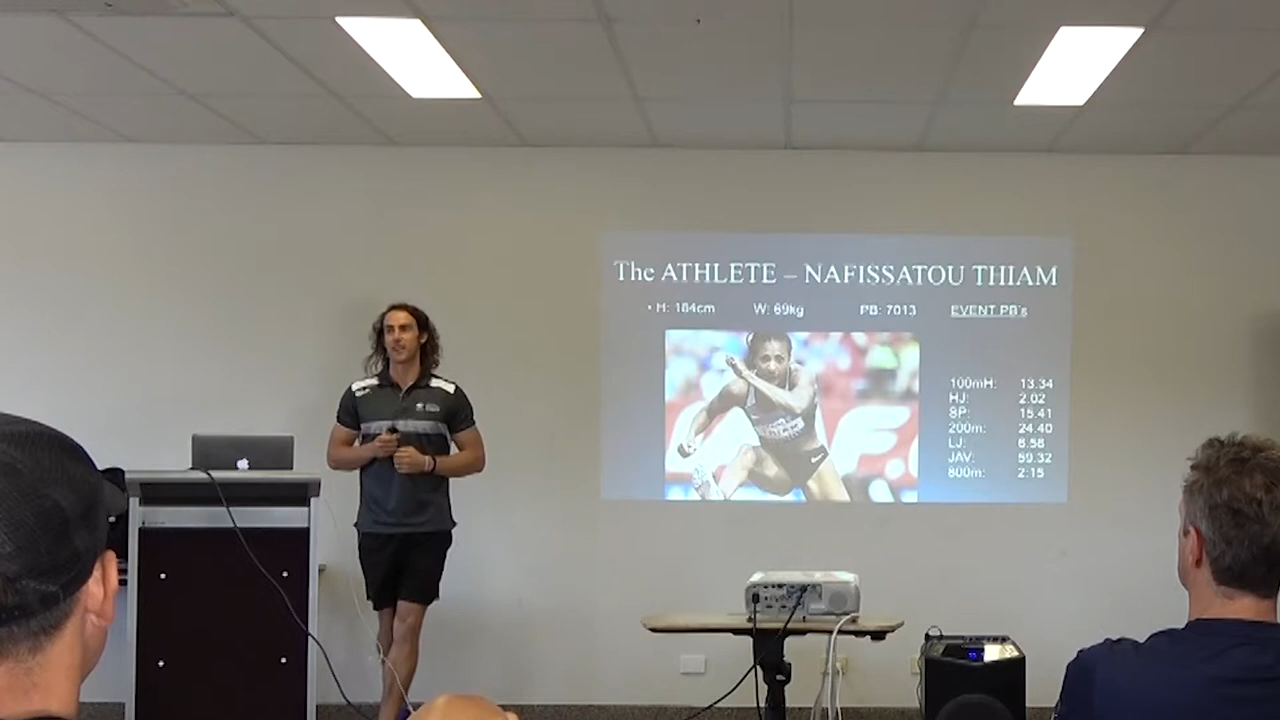 The ATHLETE – NAFISSATOU THIAM
• H: 184cm W: 69kg PB: 7013 EVENT PB's
100mH: 13.34
HJ: 2.02
SP: 15.41
200m: 24.40
LJ: 6.58
JAV: 59.32
800m: 2:15